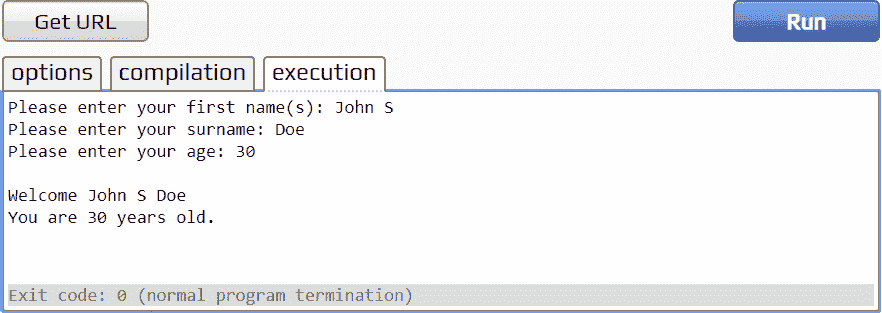 Get URL
Run
options
compilation
execution
Please enter your first name(s): John S
Please enter your surname: Doe
Please enter your age: 30
Welcome John S Doe
You are 30 years old.
Exit code: 0 (normal program termination)